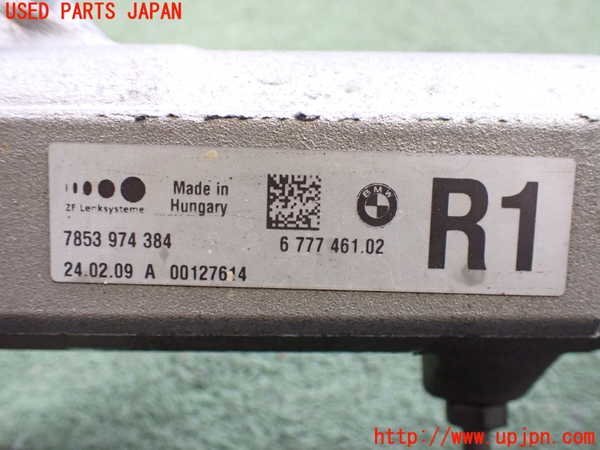 USED PARTS JAPAN
ZF Lenksysteme
Made in
Hungary
BMW
R1
7853 974 384
6 777 461.02
24.02.09 A 00127614
http://www.upjpn.com/